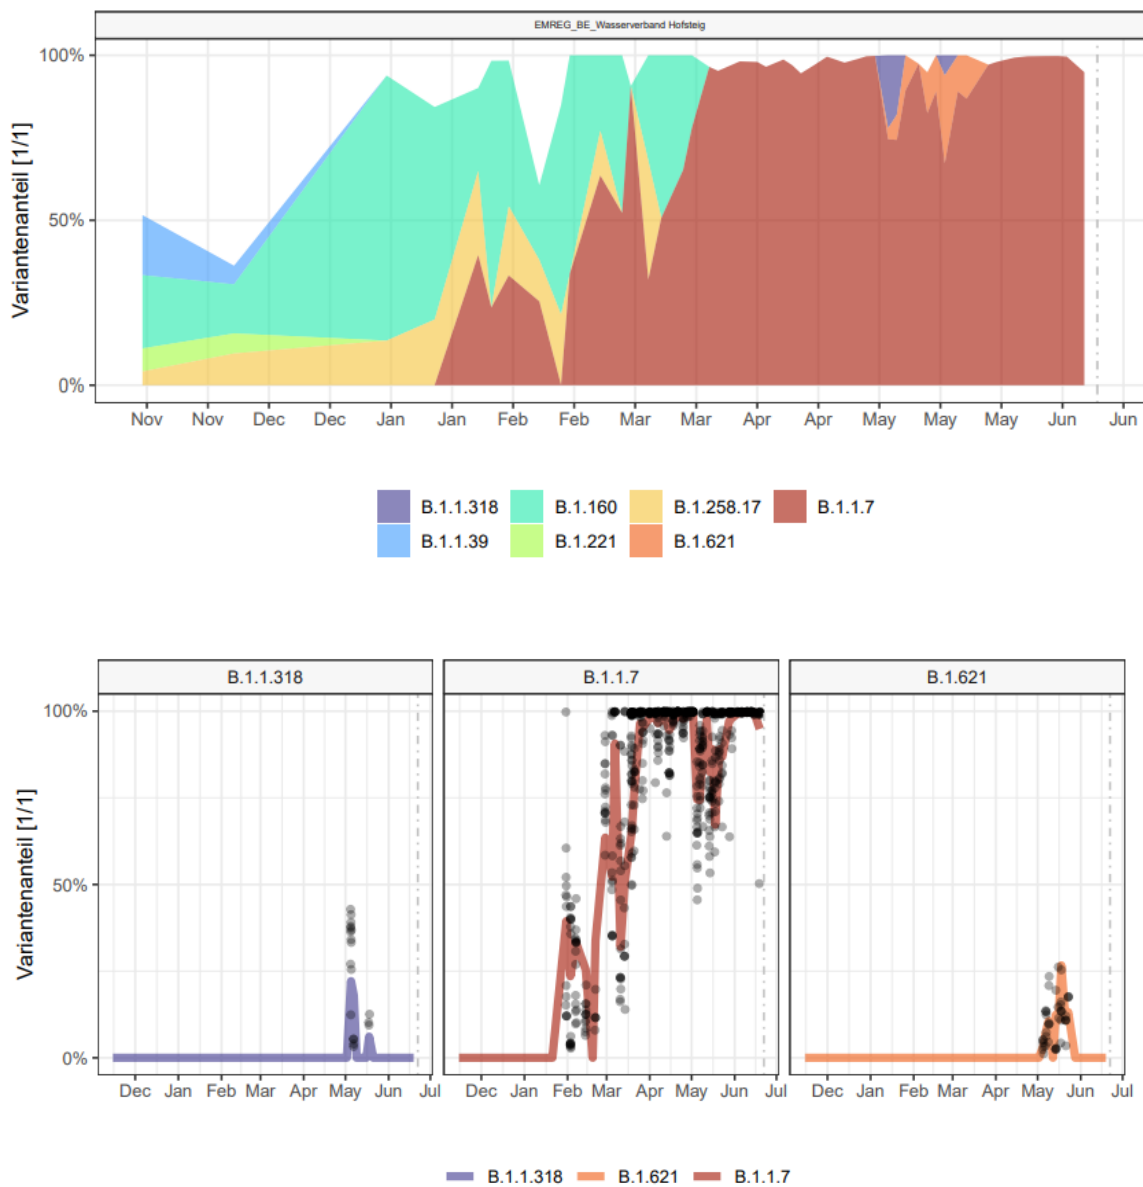 EMREG_BE_Wasserverband Hofsteig
100%
50%
0%
Variantenanteil [1/1]
Nov Nov Dec Dec Jan Jan Feb Feb Mar Mar Apr Apr May May May Jun Jun
B.1.1.318 B.1.160 B.1.258.17 B.1.1.7
B.1.1.39 B.1.221 B.1.621
B.1.1.318 B.1.1.7 B.1.621
100%
50%
0%
Variantenanteil [1/1]
Dec Jan Feb Mar Apr May Jun Jul Dec Jan Feb Mar Apr May Jun Jul Dec Jan Feb Mar Apr May Jun Jul
B.1.1.318 B.1.621 B.1.1.7